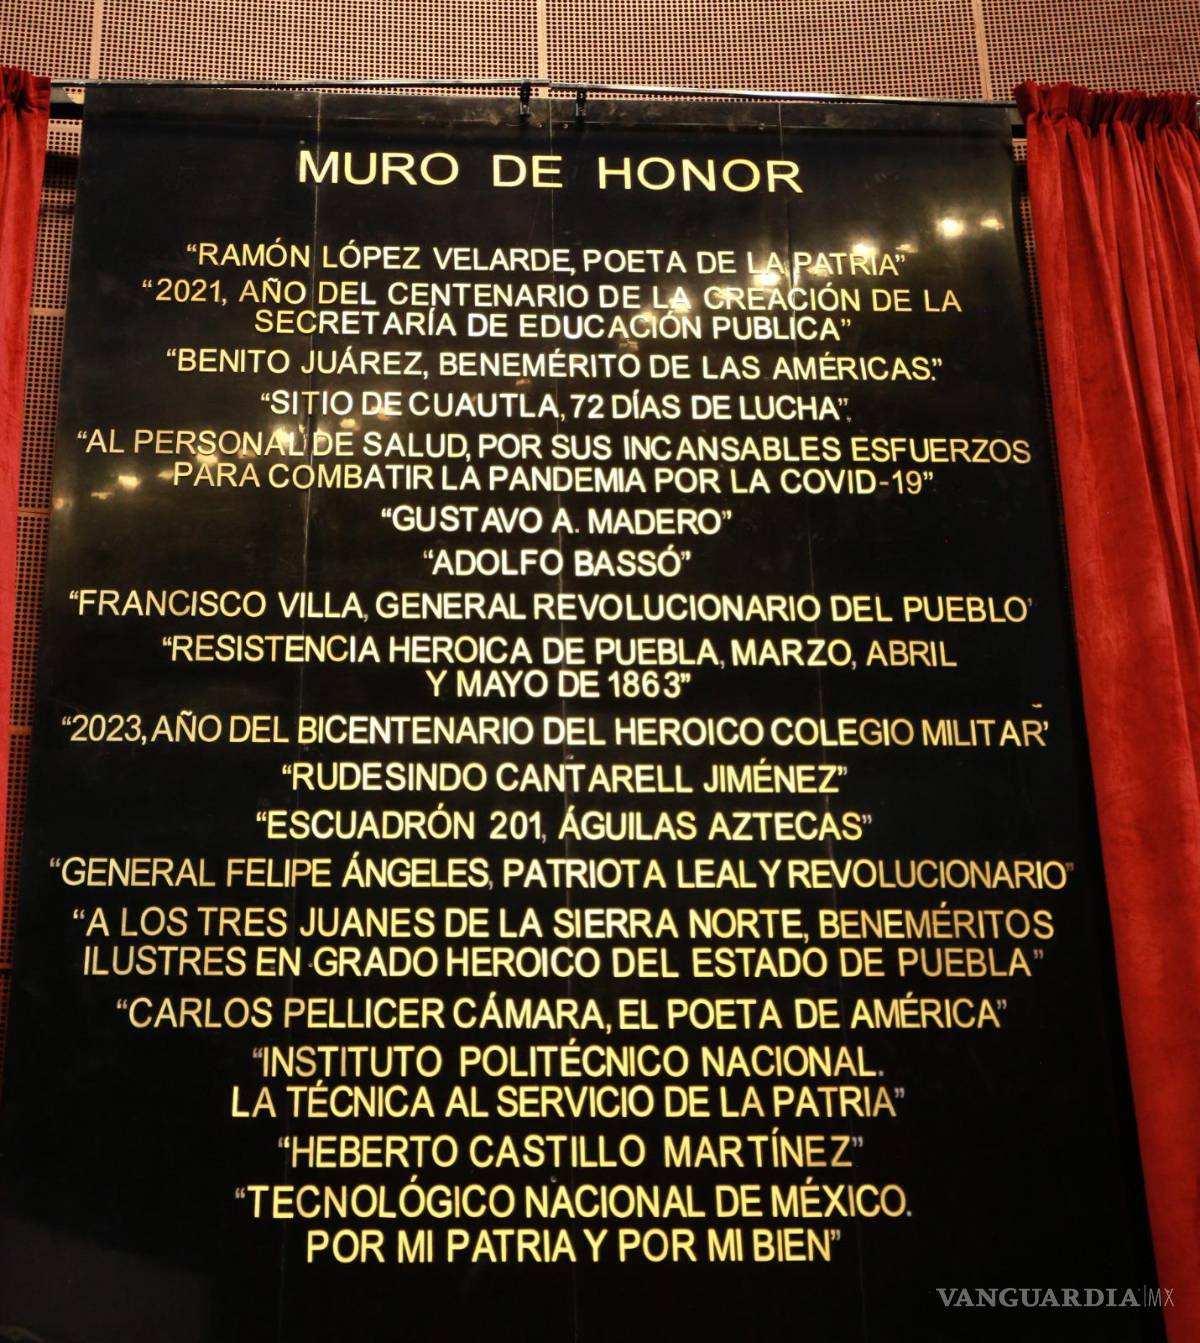 MURO DE HONOR
“RAMÓN LÓPEZ VELARDE, POETA DE LA PATRIA”
“2021, AÑO DEL CENTENARIO DE LA CREACIÓN DE LA
SECRETARÍA DE EDUCACIÓN PUBLICA”
“BENITO JUÁREZ, BENEMÉRITO DE LAS AMÉRICAS.”
“SITIO DE CUAUTLA, 72 DÍAS DE LUCHA”
“AL PERSONAL DE SALUD, POR SUS INCANSABLES ESFUERZOS
PARA COMBATIR LA PANDEMIA POR LA COVID-19”
“GUSTAVO A. MADERO”
“ADOLFO BASSÓ”
“FRANCISCO VILLA, GENERAL REVOLUCIONARIO DEL PUEBLO’
“RESISTENCIA HEROICA DE PUEBLA, MARZO, ABRIL
Y MAYO DE 1863”
“2023, AÑO DEL BICENTENARIO DEL HEROICO COLEGIO MILITAR’
“RUDESINDO CANTARELL JIMÉNEZ”
“ESCUADRÓN 201, ÁGUILAS AZTECAS”
“GENERAL FELIPE ÁNGELES, PATRIOTA LEAL Y REVOLUCIONARIO”
“A LOS TRES JUANES DE LA SIERRA NORTE, BENEMÉRITOS
ILUSTRES EN GRADO HEROICO DEL ESTADO DE PUEBLA”
“CARLOS PELLICER CÁMARA, EL POETA DE AMÉRICA”
“INSTITUTO POLITÉCNICO NACIONAL.
LA TÉCNICA AL SERVICIO DE LA PATRIA”
“HEBERTO CASTILLO MARTÍNEZ”
“TECNOLÓGICO NACIONAL DE MÉXICO.
POR MI PATRIA Y POR MI BIEN”
VANGUARDIA|MX